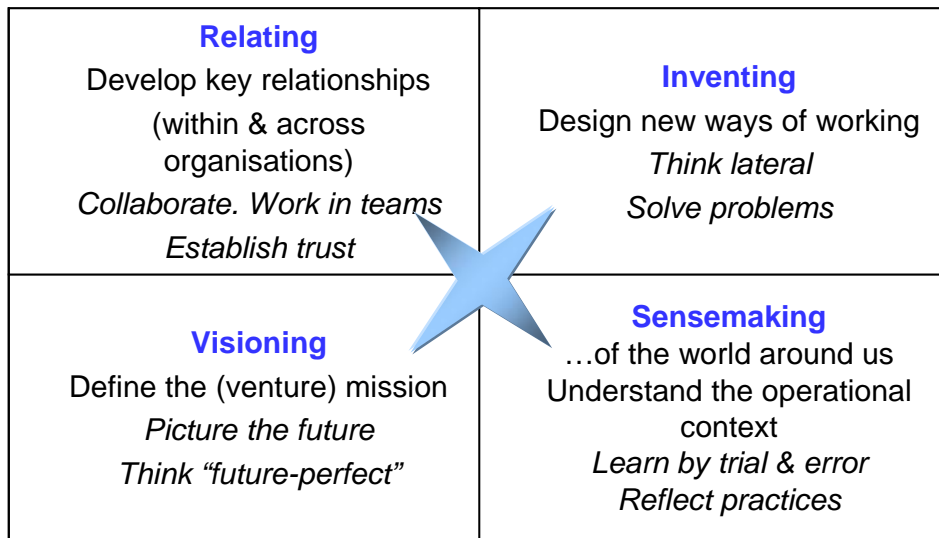 Relating
Develop key relationships
(within & across
organisations)
Collaborate. Work in teams
Establish trust
Inventing
Design new ways of working
Think lateral
Solve problems
Visioning
Define the (venture) mission
Picture the future
Think “future-perfect”
Sensemaking
…of the world around us
Understand the operational
context
Learn by trial & error
Reflect practices